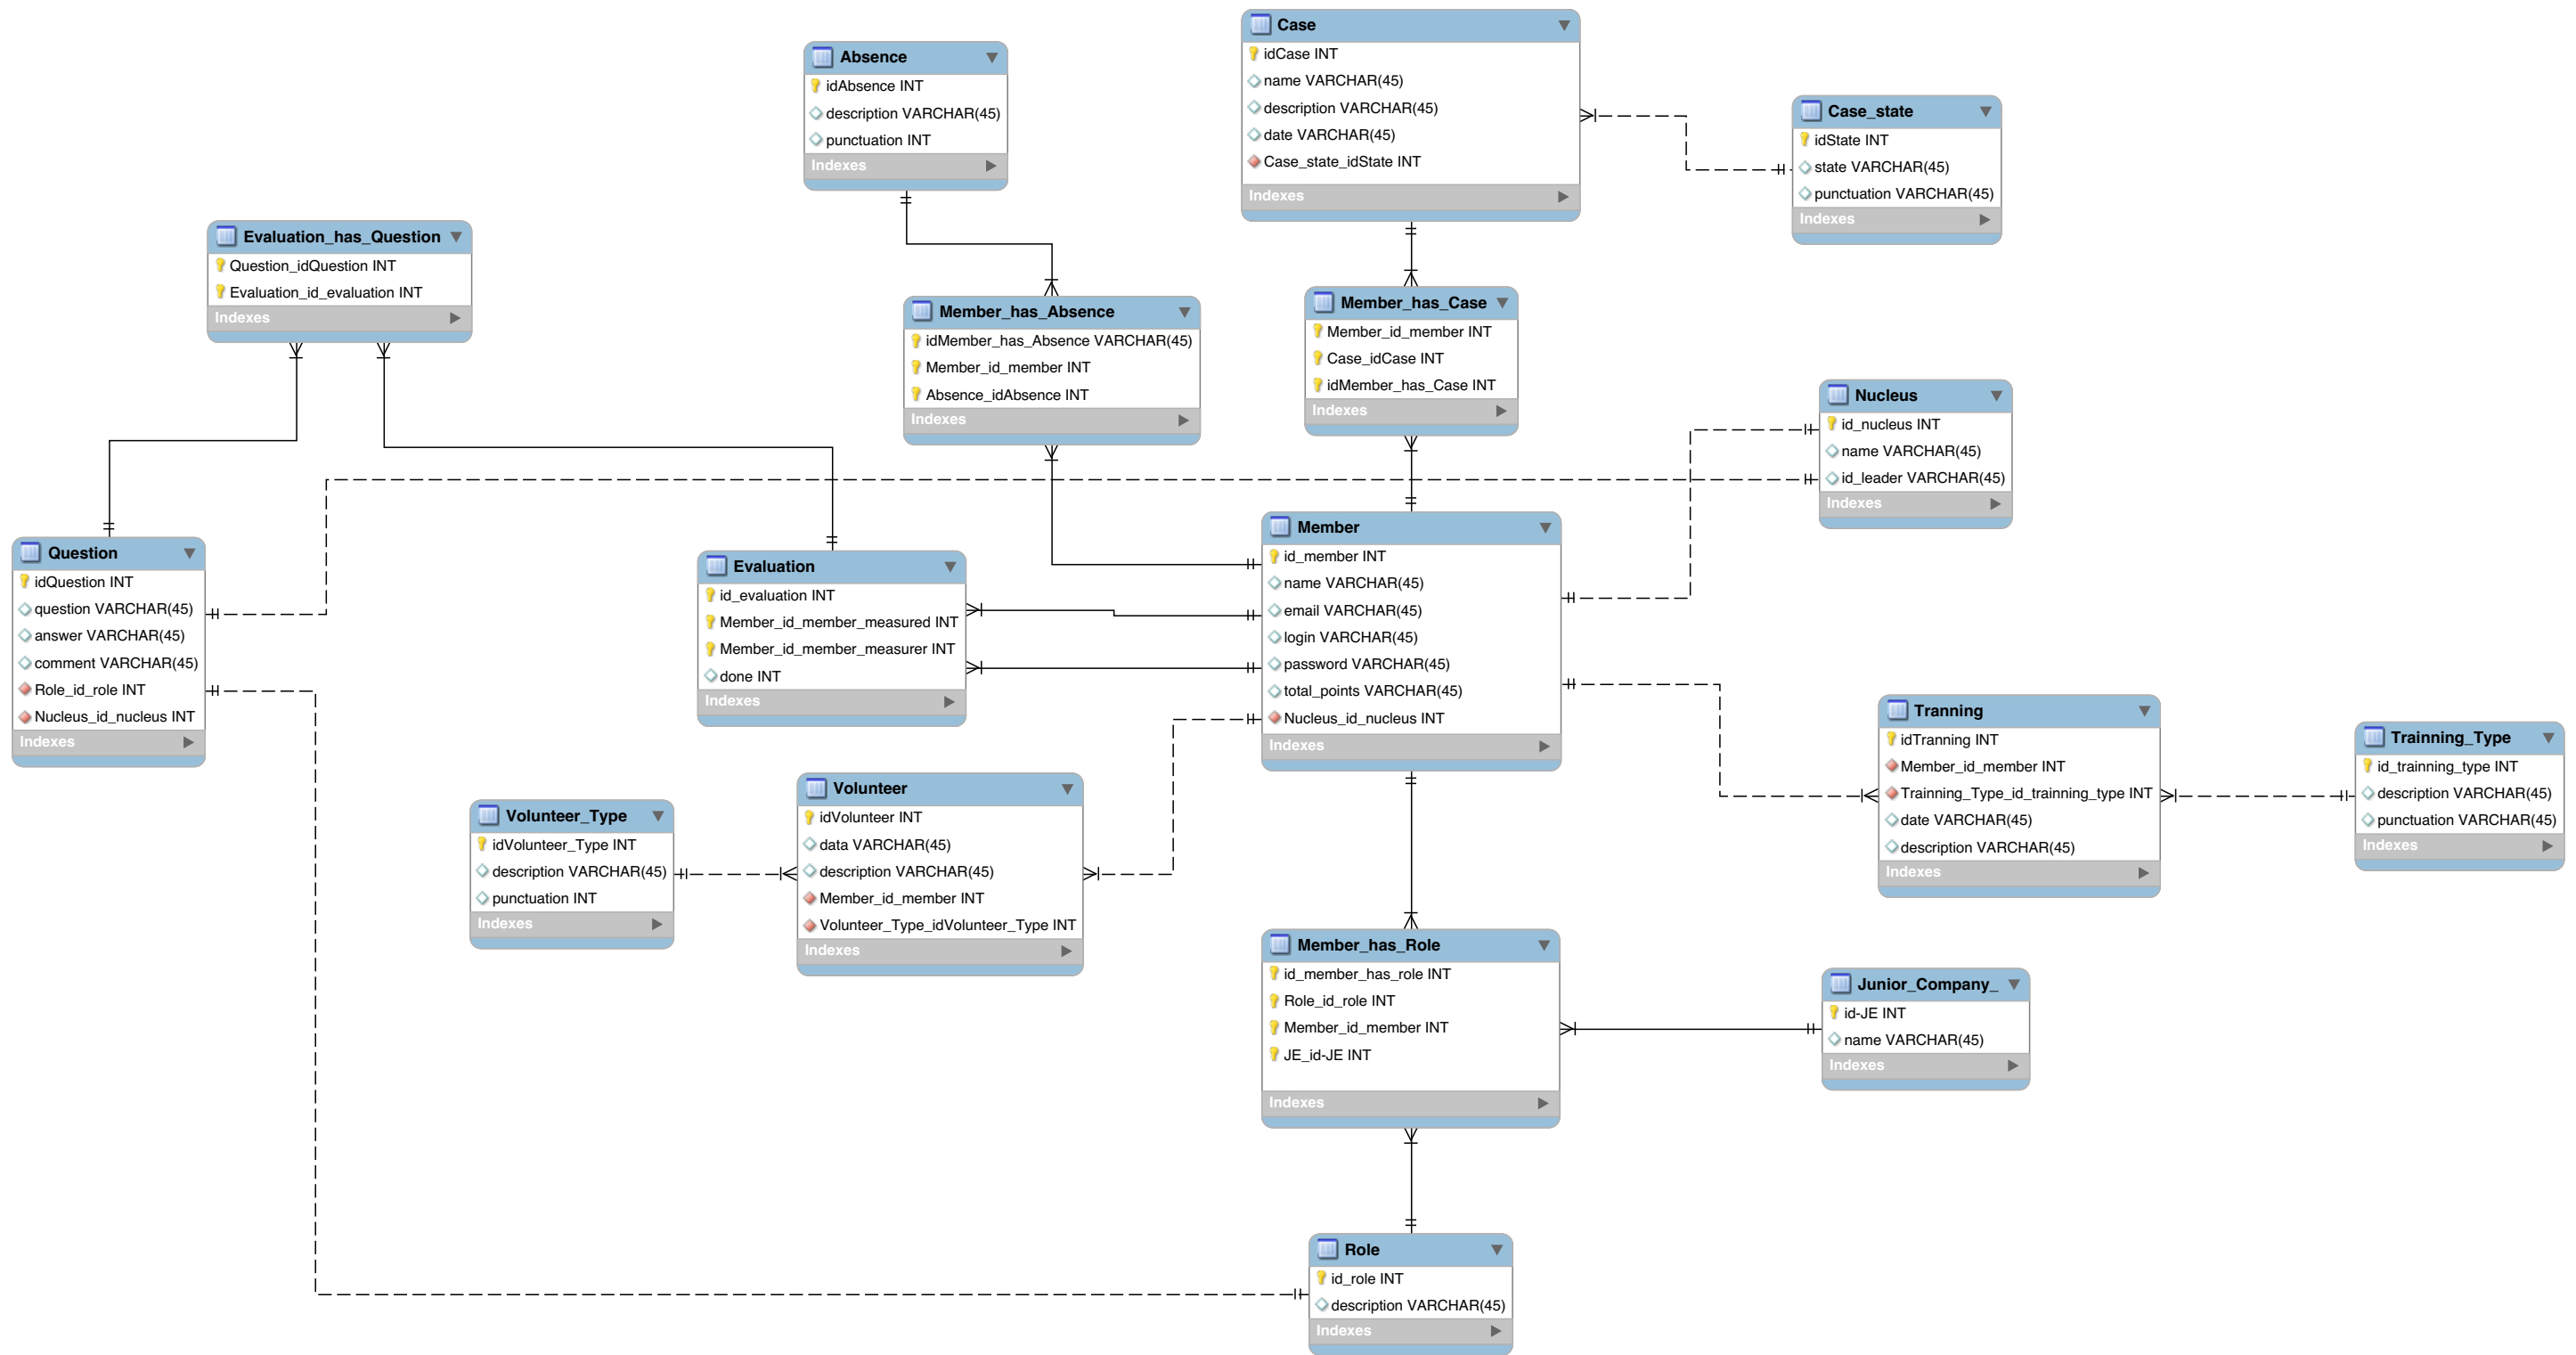 Case
idCase INT
name VARCHAR(45)
description VARCHAR(45)
date VARCHAR(45)
Case_state_idState INT
Indexes
Absence
idAbsence INT
description VARCHAR(45)
punctuation INT
Indexes
Case_state
idState INT
state VARCHAR(45)
punctuation VARCHAR(45)
Indexes
Evaluation_has_Question
Question_idQuestion INT
Evaluation_id_evaluation INT
Indexes
Member_has_Absence
idMember_has_Absence VARCHAR(45)
Member_id_member INT
Absence_idAbsence INT
Indexes
Member_has_Case
Member_id_member INT
Case_idCase INT
idMember_has_Case INT
Indexes
Nucleus
id_nucleus INT
name VARCHAR(45)
id_leader VARCHAR(45)
Indexes
Question
idQuestion INT
question VARCHAR(45)
answer VARCHAR(45)
comment VARCHAR(45)
Role_id_role INT
Nucleus_id_nucleus INT
Indexes
Evaluation
id_evaluation INT
Member_id_member_measured INT
Member_id_member_measurer INT
done INT
Indexes
Member
id_member INT
name VARCHAR(45)
email VARCHAR(45)
login VARCHAR(45)
password VARCHAR(45)
total_points VARCHAR(45)
Nucleus_id_nucleus INT
Indexes
Tranning
idTranning INT
Member_id_member INT
Trainning_Type_id_trainning_type INT
date VARCHAR(45)
description VARCHAR(45)
Indexes
Trainning_Type
id_trainning_type INT
description VARCHAR(45)
punctuation VARCHAR(45)
Indexes
Volunteer_Type
idVolunteer_Type INT
description VARCHAR(45)
punctuation INT
Indexes
Volunteer
idVolunteer INT
data VARCHAR(45)
description VARCHAR(45)
Member_id_member INT
Volunteer_Type_idVolunteer_Type INT
Indexes
Member_has_Role
id_member_has_role INT
Role_id_role INT
Member_id_member INT
JE_id-JE INT
Indexes
Junior_Company_
id-JE INT
name VARCHAR(45)
Indexes
Role
id_role INT
description VARCHAR(45)
Indexes